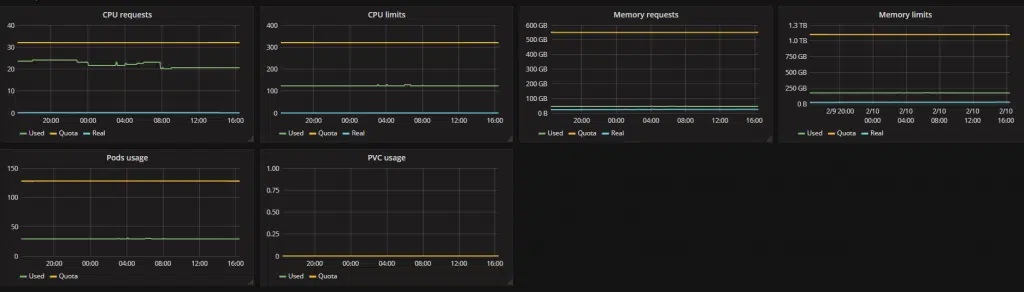 CPU requests
40
30
20
10
0
20:00 00:00 04:00 08:00 12:00 16:00
Used Quota Real
CPU limits
400
300
200
100
0
20:00 00:00 04:00 08:00 12:00 16:00
Used Quota Real
Memory requests
600 GB
500 GB
400 GB
300 GB
200 GB
100 GB
0 B
20:00 00:00 04:00 08:00 12:00 16:00
Used Quota Real
Memory limits
1.3 TB
1.0 TB
750 GB
500 GB
250 GB
0 B
2/9 20:00 2/10 2/10 2/10 2/10 2/10
00:00 04:00 08:00 12:00 16:00
Used Quota Real
Pods usage
150
100
50
0
20:00 00:00 04:00 08:00 12:00 16:00
Used Quota
PVC usage
1.00
0.75
0.50
0.25
0
20:00 00:00 04:00 08:00 12:00 16:00
Used Quota